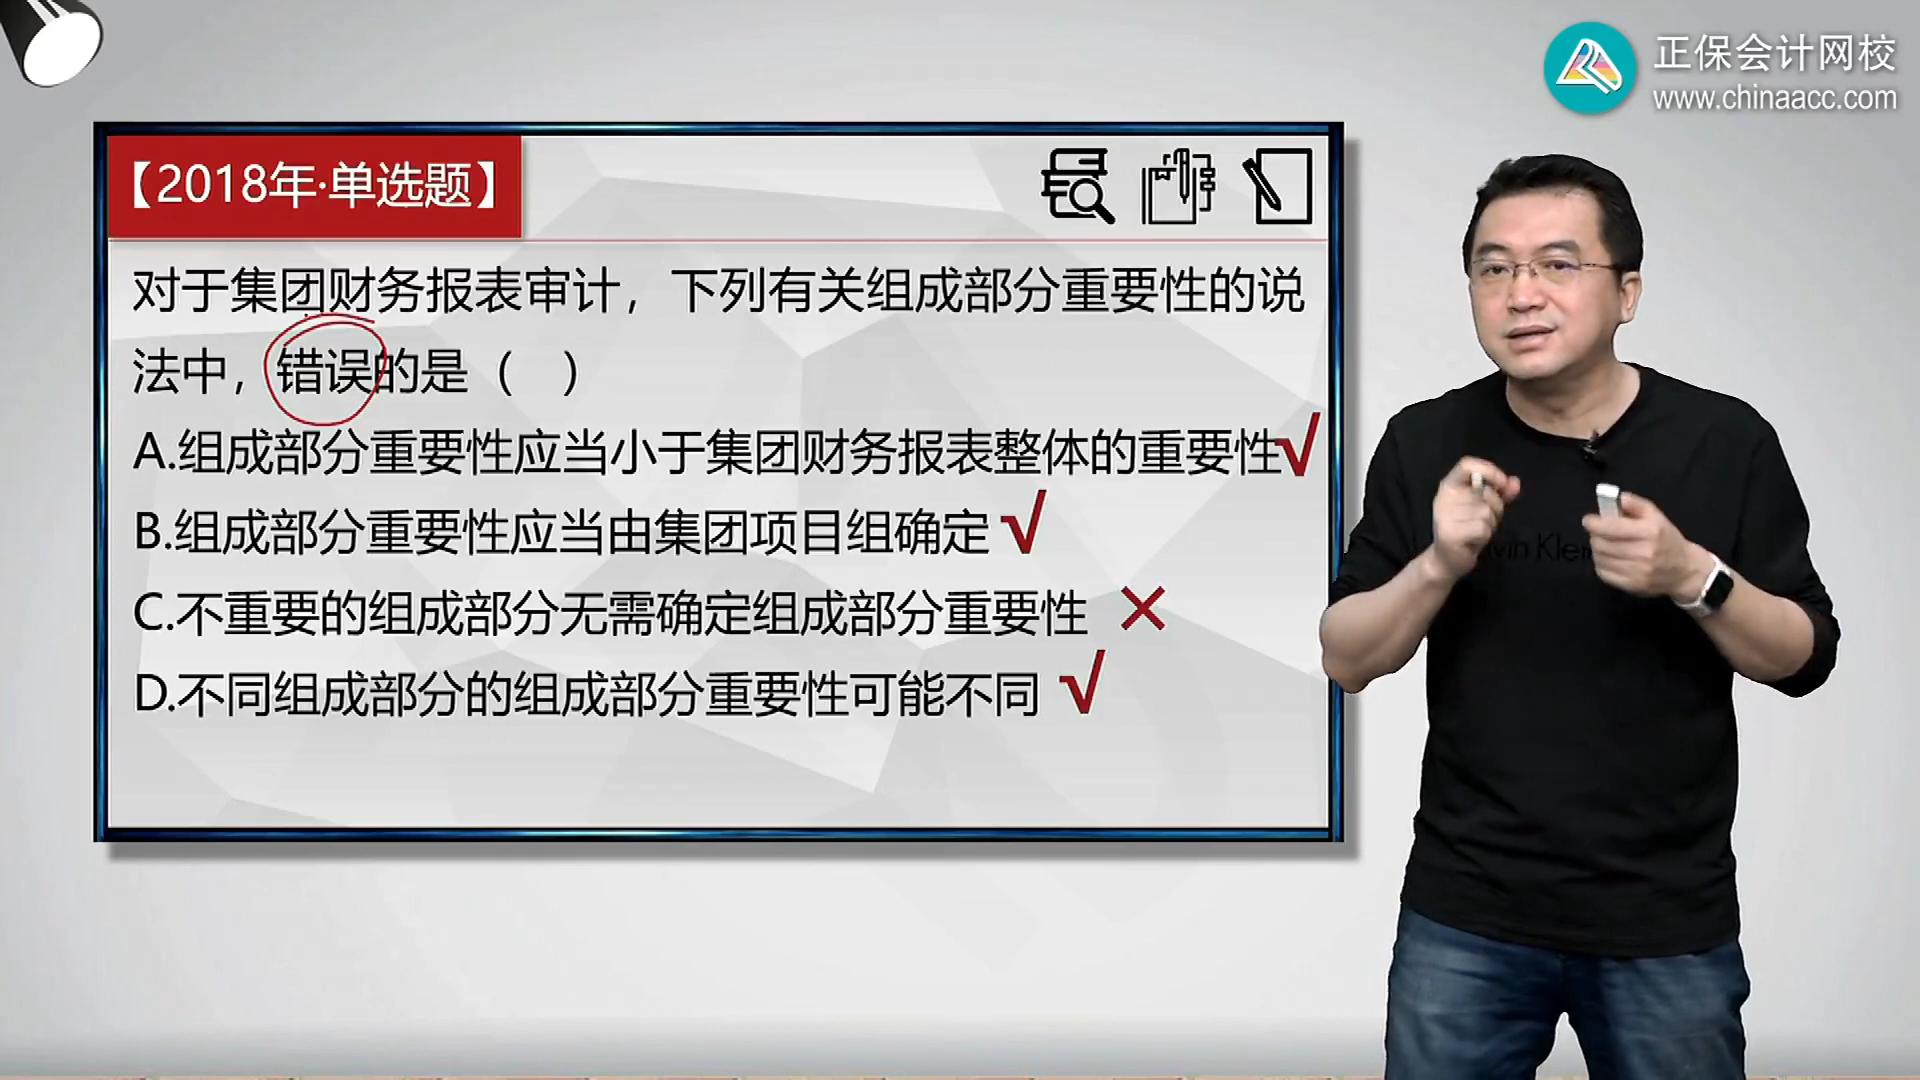 正保会计网校
www.chinaacc.com
【2018年·单选题】
对于集团财务报表审计，下列有关组成部分重要性的说
法中，错误的是（ ）
A.组成部分重要性应当小于集团财务报表整体的重要性√
B.组成部分重要性应当由集团项目组确定 √
C.不重要的组成部分无需确定组成部分重要性 ×
D.不同组成部分的组成部分重要性可能不同 √